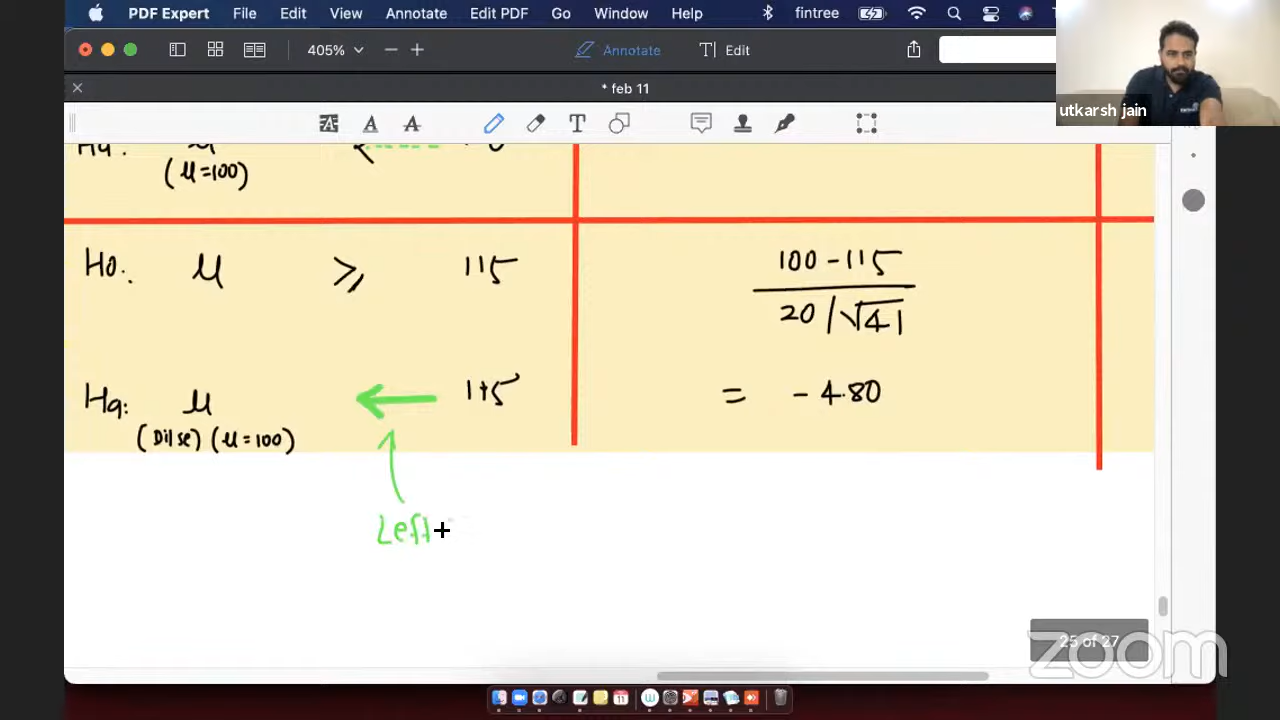 PDF Expert File Edit View Annotate Edit PDF Go Window Help fintree
405% Annotate T Edit
* feb 11
utkarsh jain
(μ=100)
H0: μ ≥ 115
100-115
20/√41
Ha: μ 115
= -4.80
(Dil se) (μ=100)
Left
25 of 27
zoom